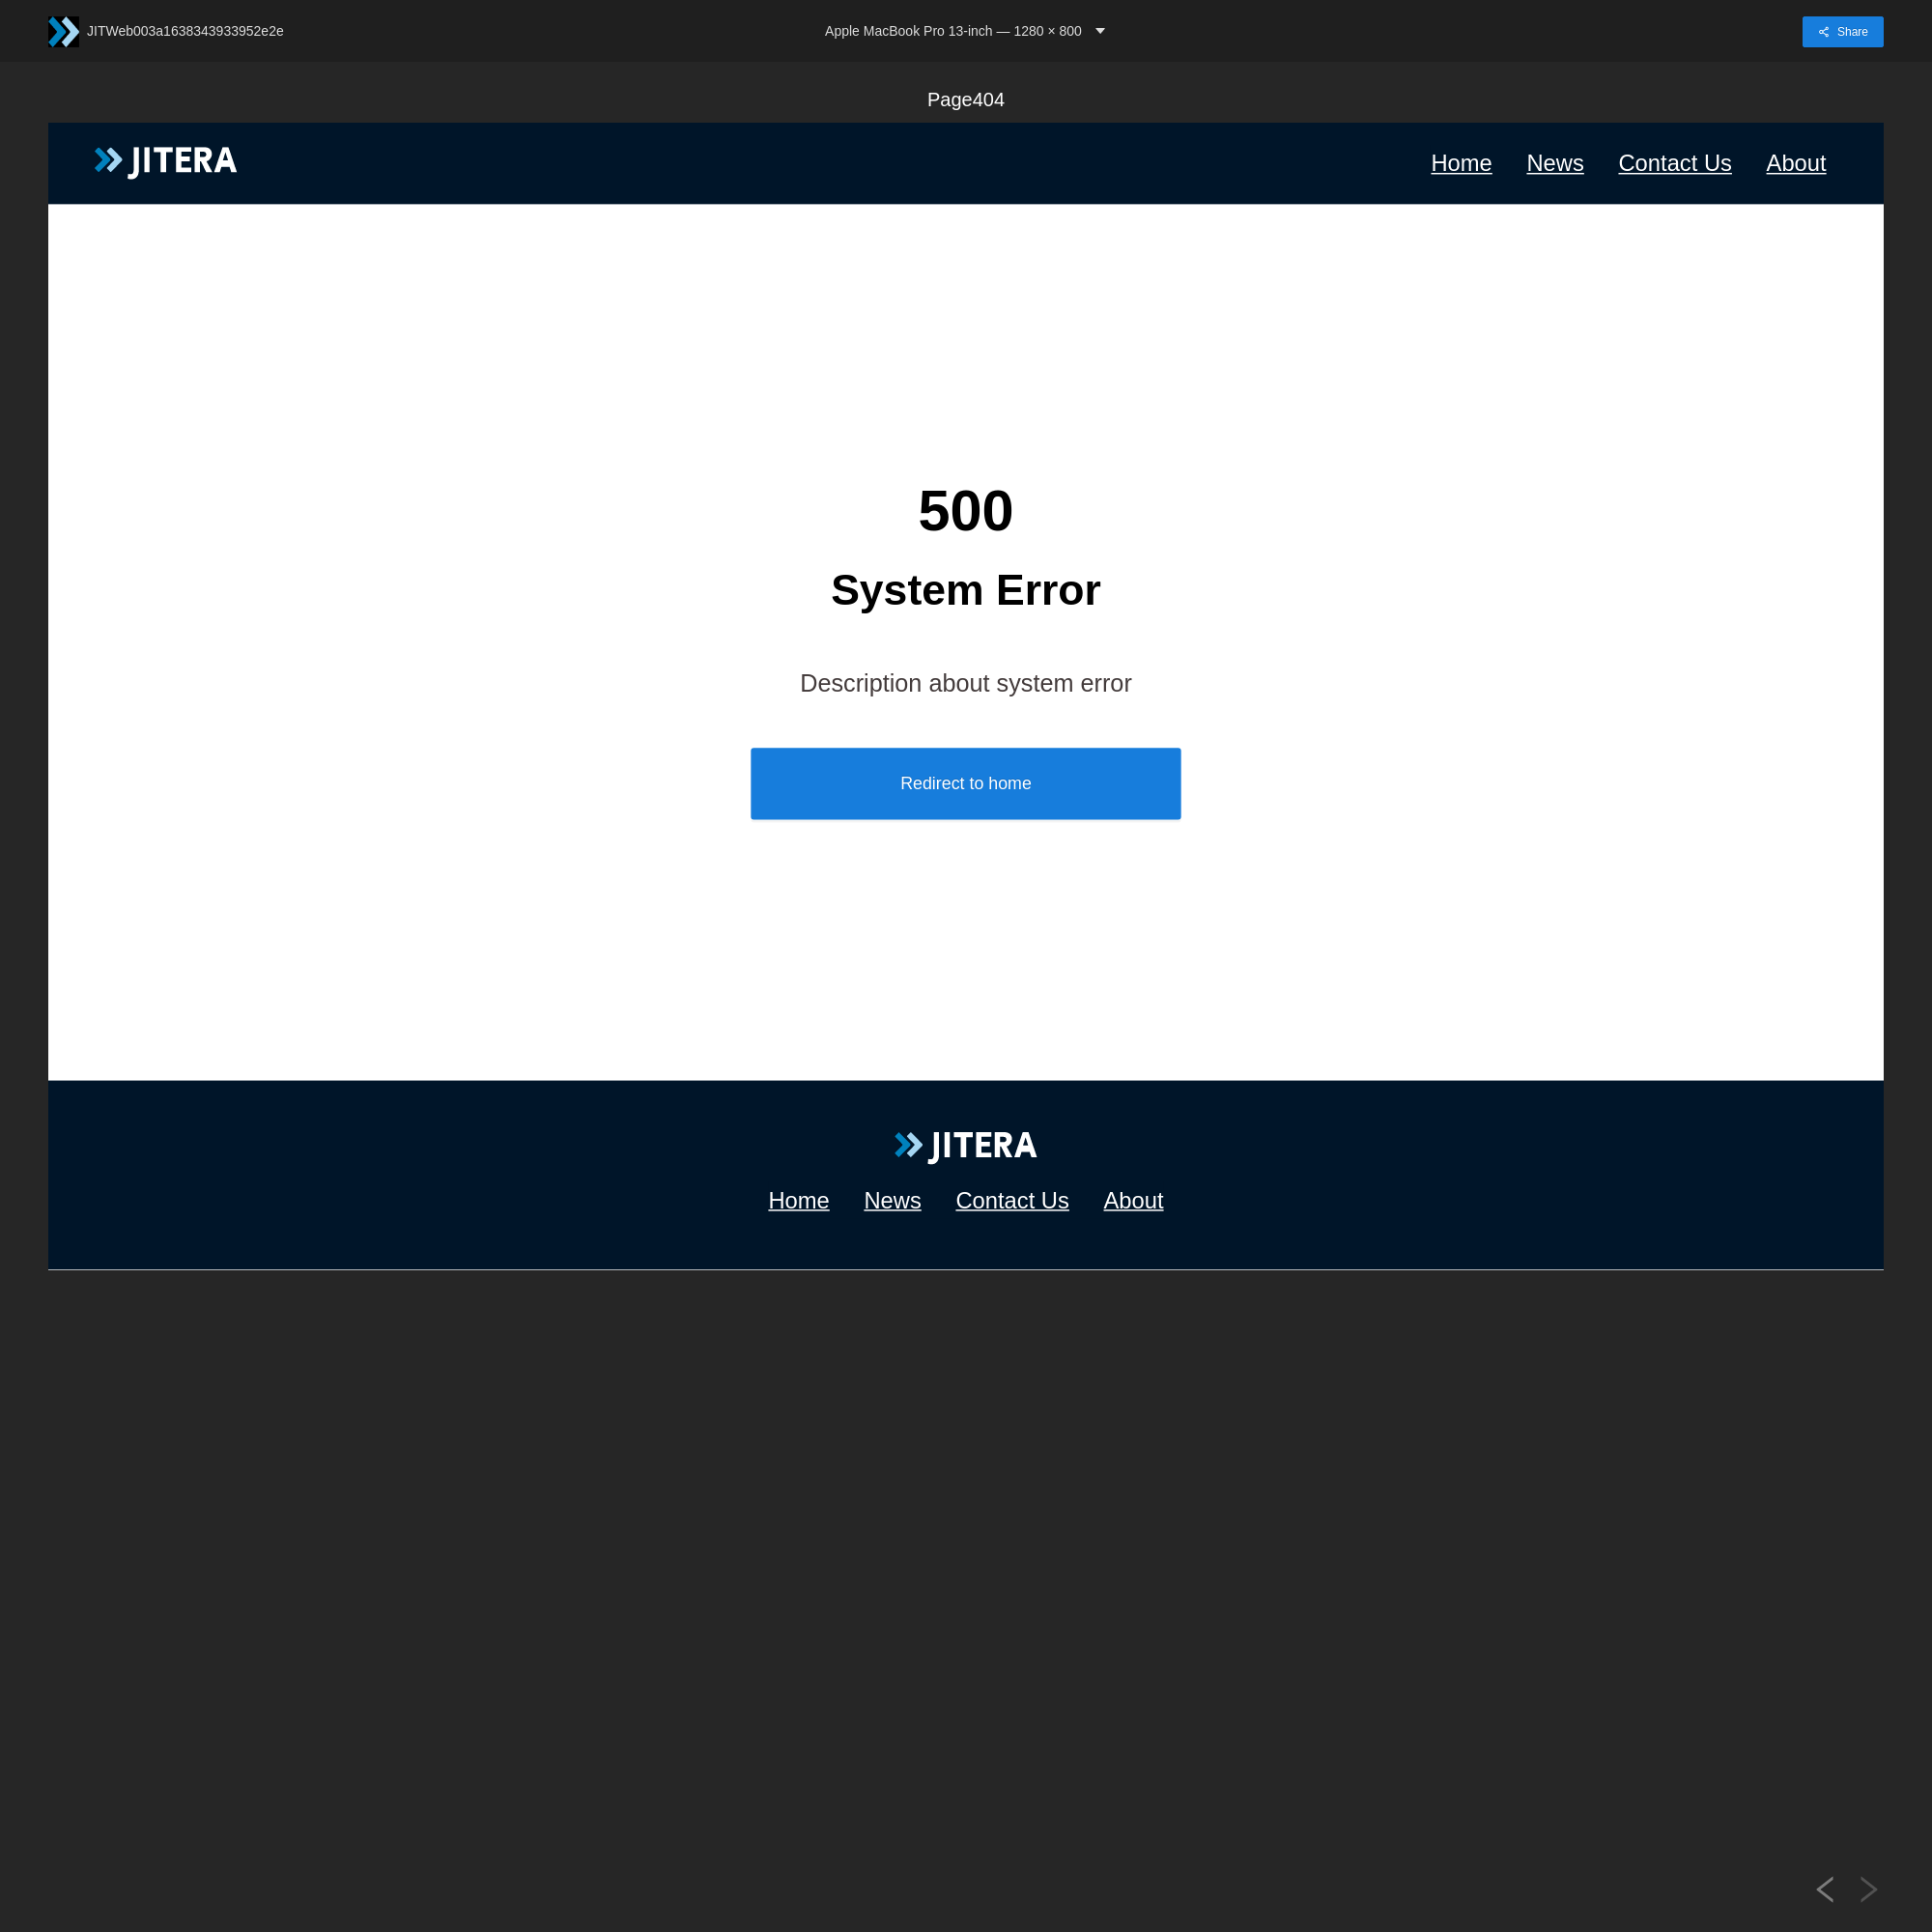 JITWeb003a1638343933952e2e
Apple MacBook Pro 13-inch — 1280 × 800
Share
Page404
JITERA
Home News Contact Us About
500
System Error
Description about system error
Redirect to home
JITERA
Home News Contact Us About